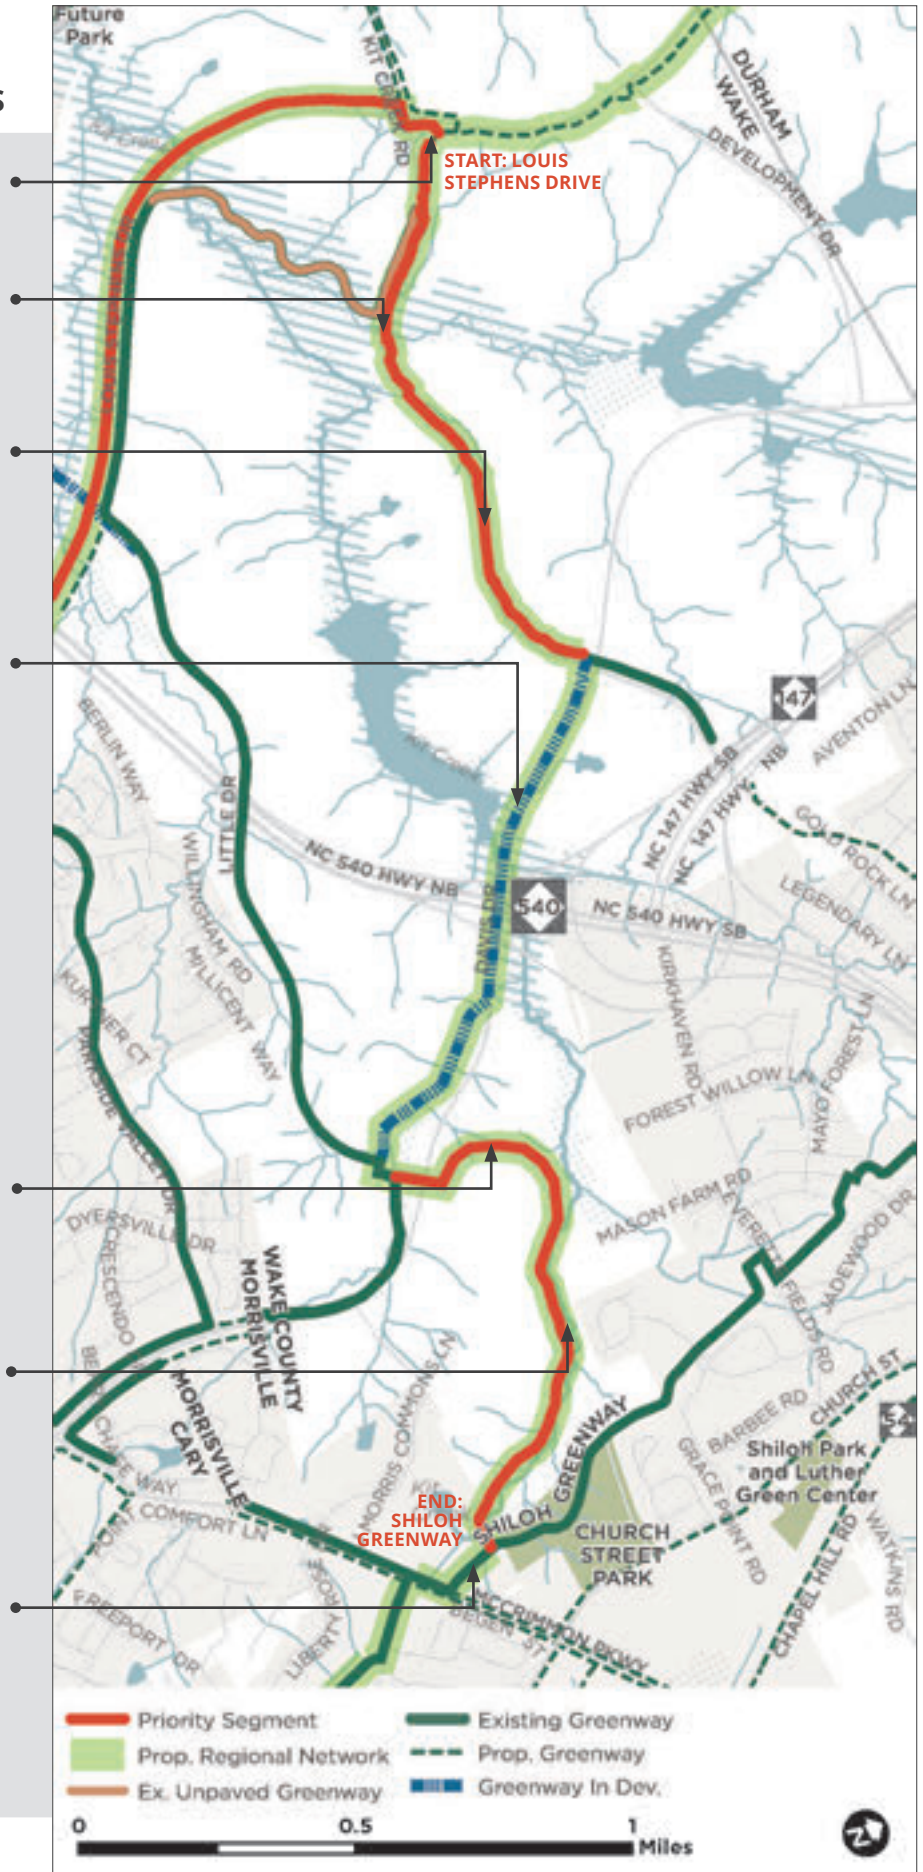 Future
Park
S
KIT CREEK RD
DURHAM
WAKE
DEVELOPMENT DR
START: LOUIS
STEPHENS DRIVE
147
AVENTON LN
NC 147 HWY SB
NC 147 HWY NB
GOLD ROCK LN
LEGENDARY LN
BERLIN WAY
LITTLE DR
WILLINGHAM RD
MILLICENT WAY
NC 540 HWY NB
DAVIS DR
540
NC 540 HWY SB
KIRKHAVEN RD
FOREST WILLOW LN
MAYO FOREST LN
PARKSIDE VALLEY DR
DYERSVILLE DR
CRESCENDO
MASON FARM RD
EVERETT FIELDS RD
JADEWOOD DR
WAKE COUNTY
MORRISVILLE
MORRISVILLE
CARY
MORRIS COMMONS LN
WAY
POINT COMFORT LN
FREEPORT DR
LIBERTY ROSE
END:
SHILOH
GREENWAY
SHILOH GREENWAY
CHURCH
STREET
PARK
BARBEE RD
CHURCH ST
54
GRACE POINT RD
Shiloh Park
and Luther
Green Center
WATKINS RD
CHAPEL HILL RD
MCCRIMMON PKWY
Priority Segment
Existing Greenway
Prop. Regional Network
Prop. Greenway
Ex. Unpaved Greenway
Greenway In Dev.
0
0.5
1
Miles
N